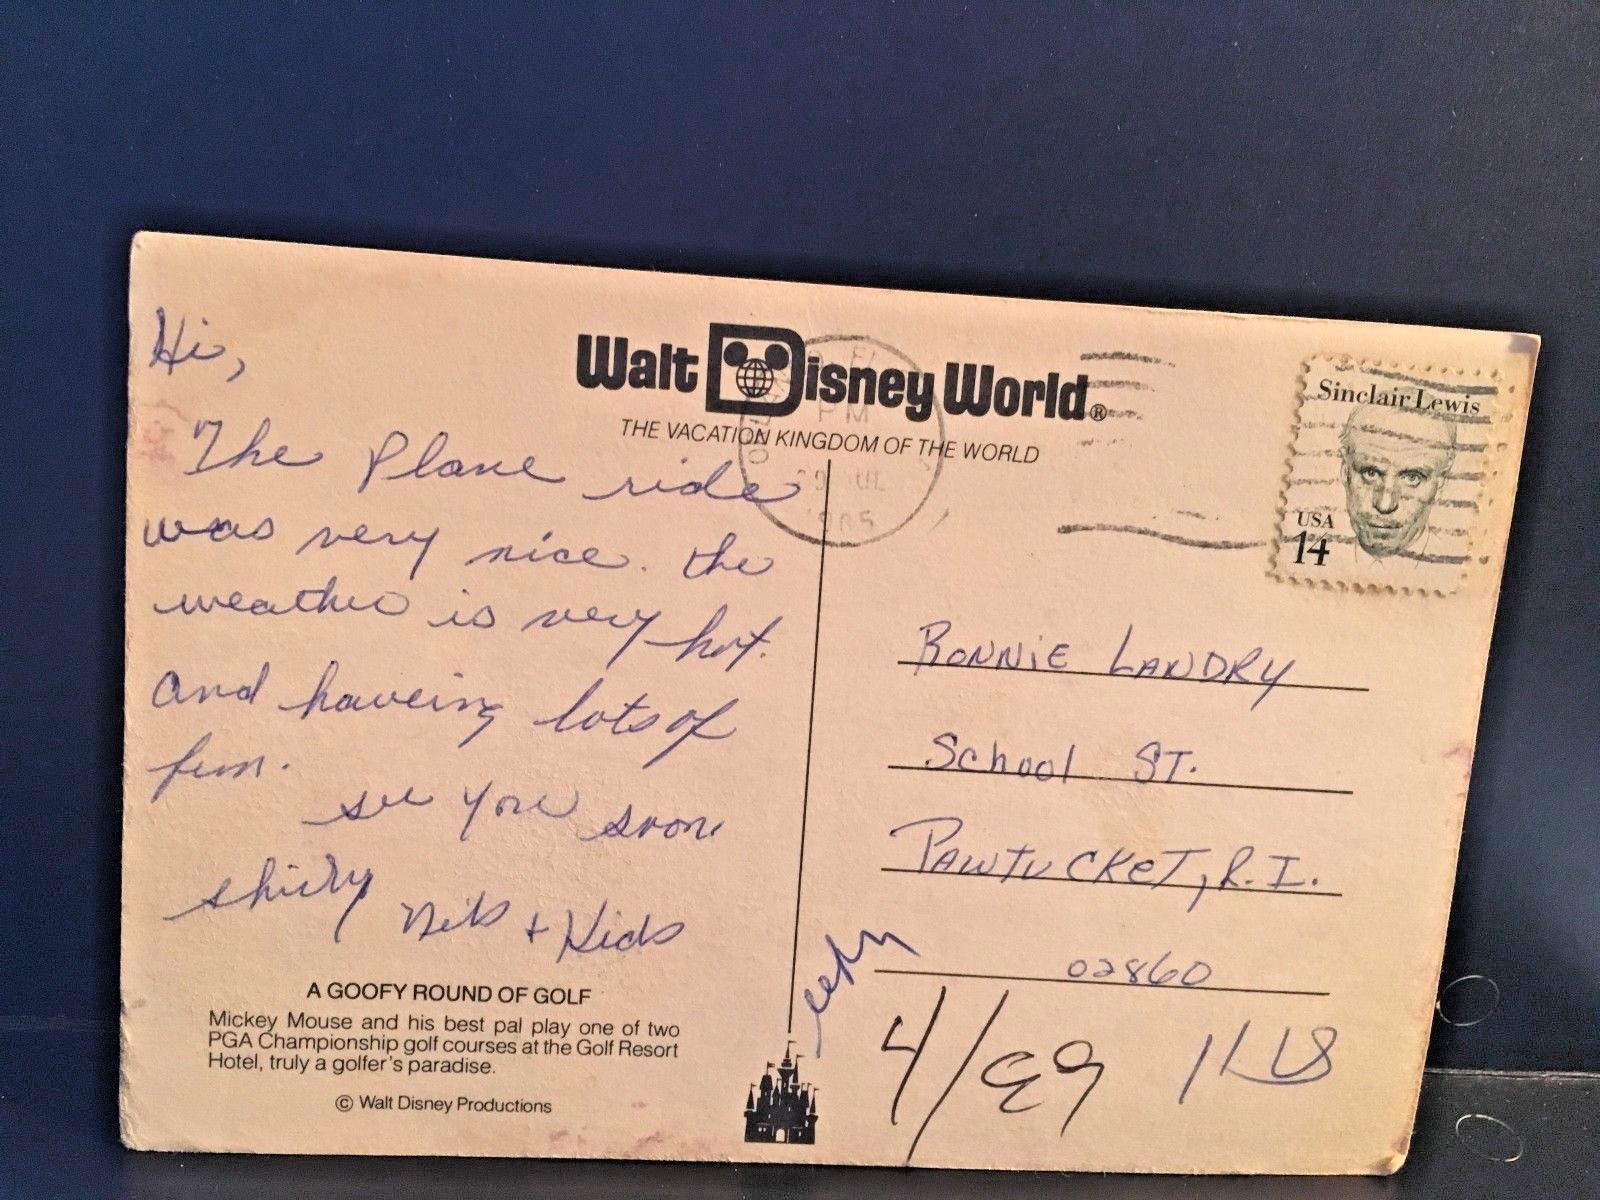 Hi,
The Plane ride
was very nice. the
weather is very hot.
and haveing lots of
fun.
see you soon
Shirly
+ Kids
A GOOFY ROUND OF GOLF
Mickey Mouse and his best pal play one of two
PGA Championship golf courses at the Golf Resort
Hotel, truly a golfer's paradise.
© Walt Disney Productions
Walt Disney World®
THE VACATION KINGDOM OF THE WORLD
PM
1985
Sinclair Lewis
USA
14
RONNIE LANDRY
School ST.
PAWTUCKET, R.I.
02860
4/